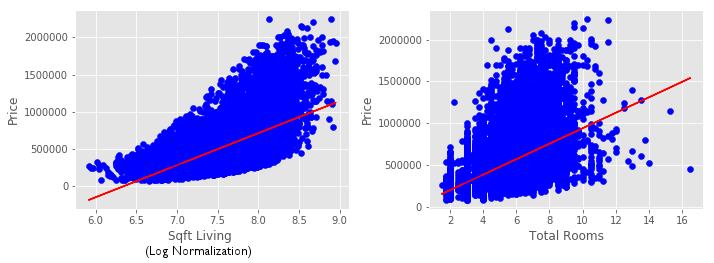 2000000
1500000
1000000
500000
0
Price
6.0 6.5 7.0 7.5 8.0 8.5 9.0
Sqft Living
(Log Normalization)
2000000
1500000
1000000
500000
0
Price
2 4 6 8 10 12 14 16
Total Rooms